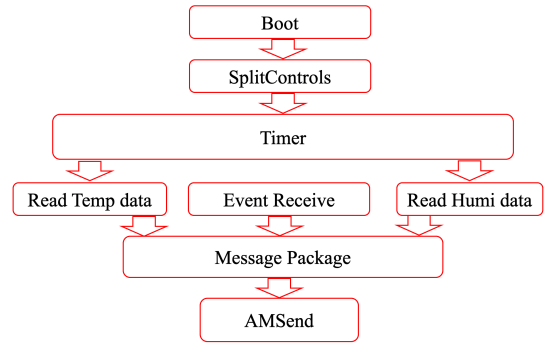 Boot
SplitControls
Timer
Read Temp data
Event Receive
Read Humi data
Message Package
AMSend